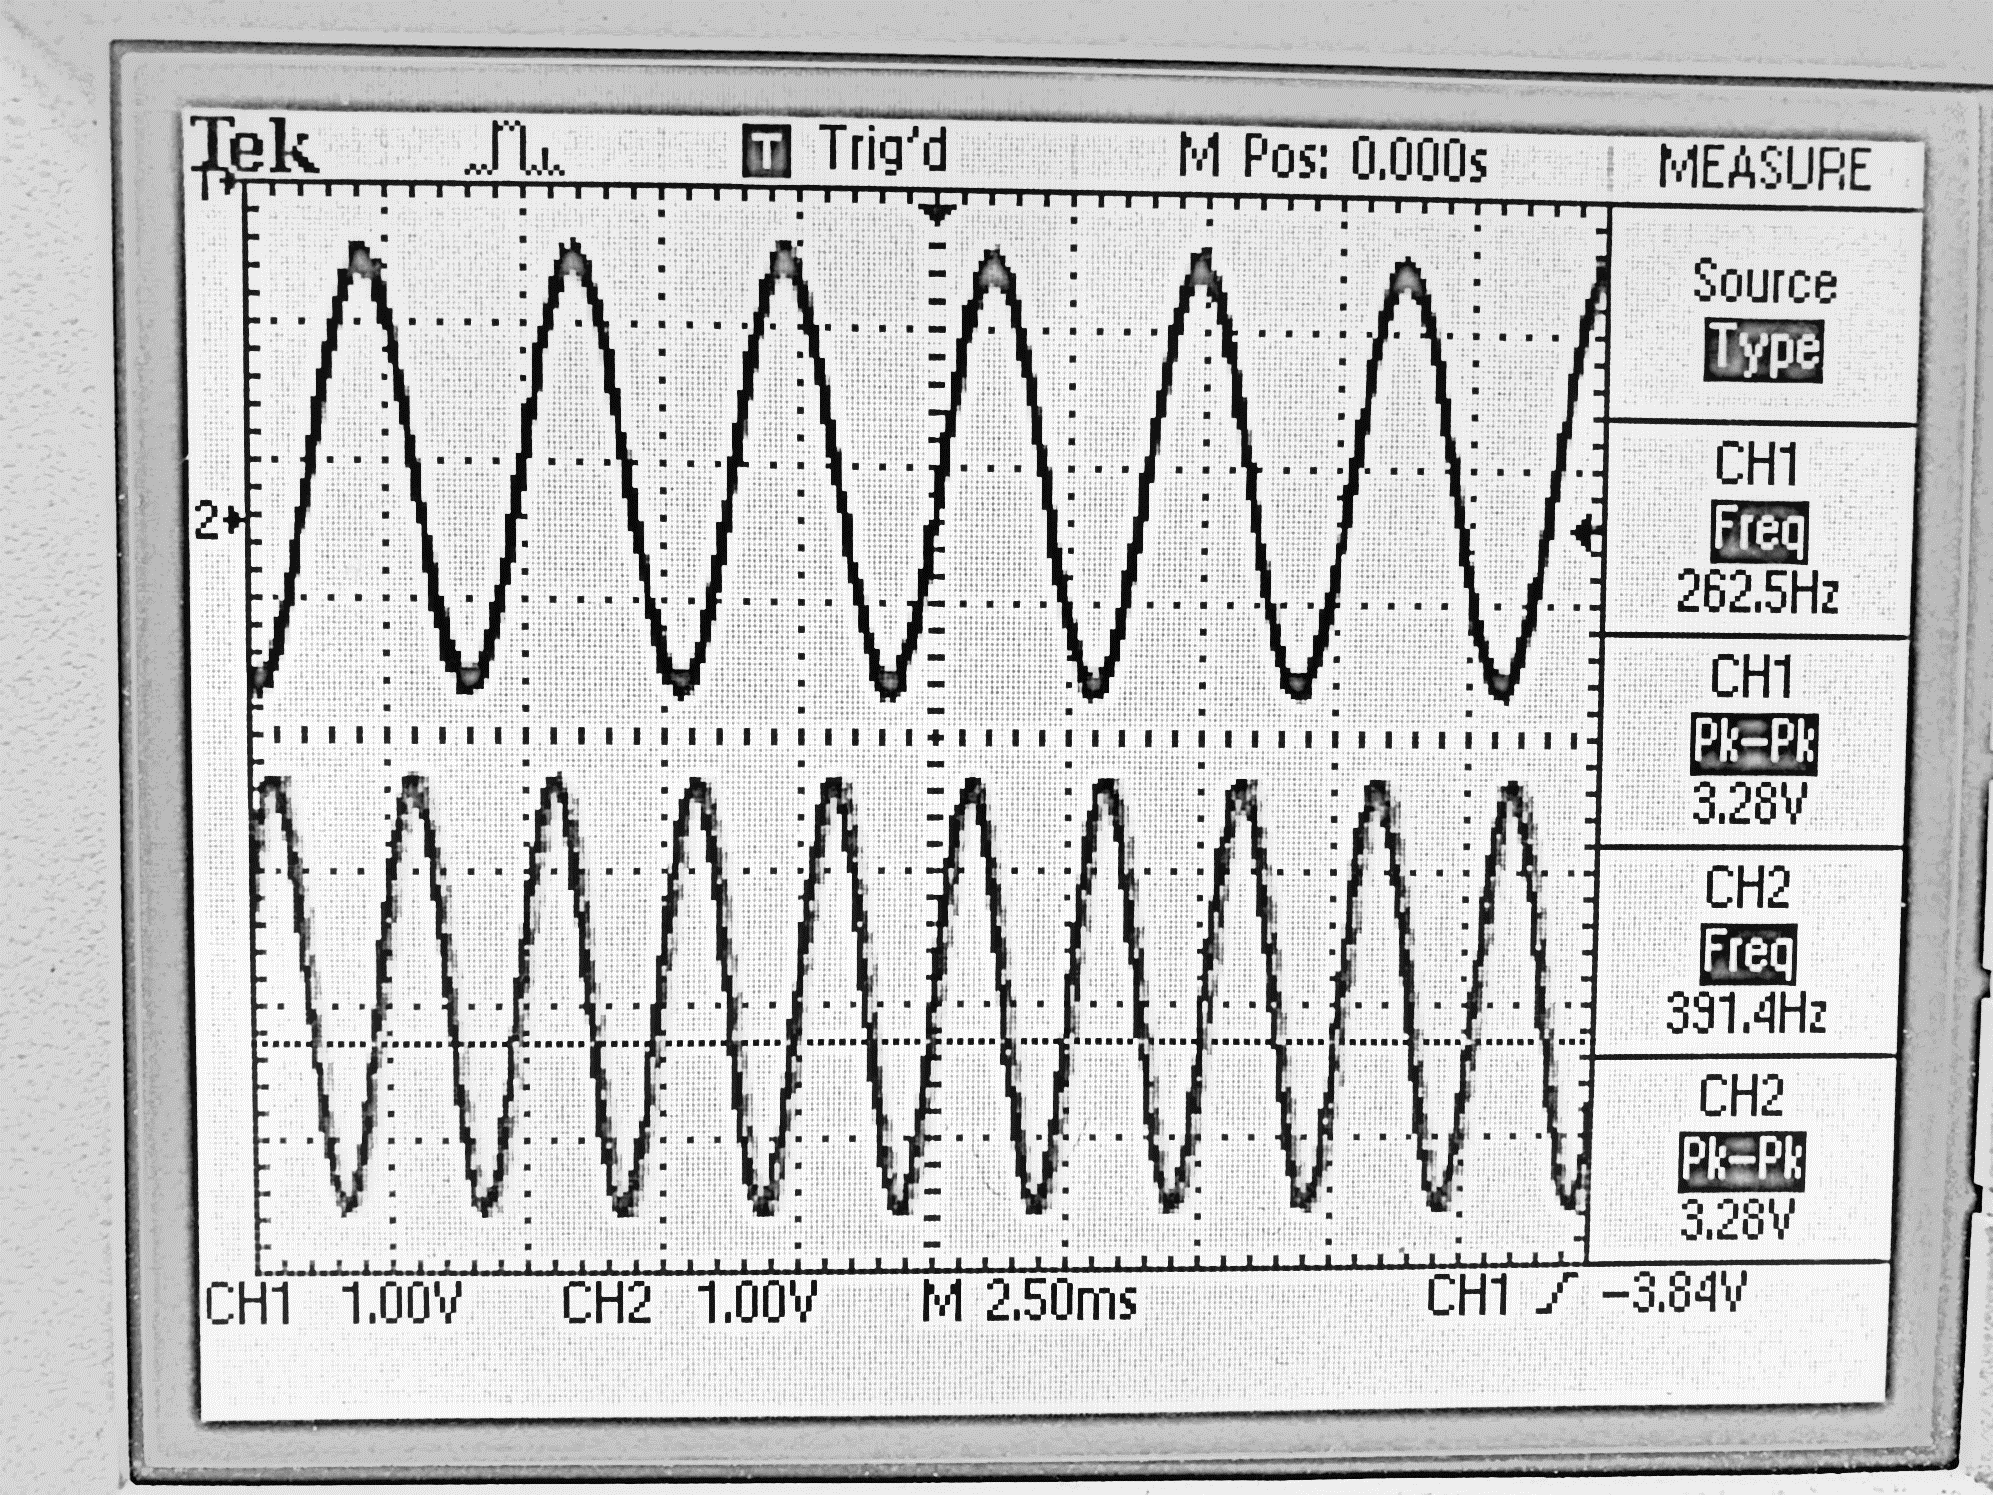 Tek T Trig'd M Pos: 0.000s MEASURE
Source
Type
CH1
Freq
262.5Hz
2
CH1
Pk-Pk
3.28V
CH2
Freq
391.4Hz
CH2
Pk-Pk
3.28V
CH1 1.00V CH2 1.00V M 2.50ms CH1 -3.84V